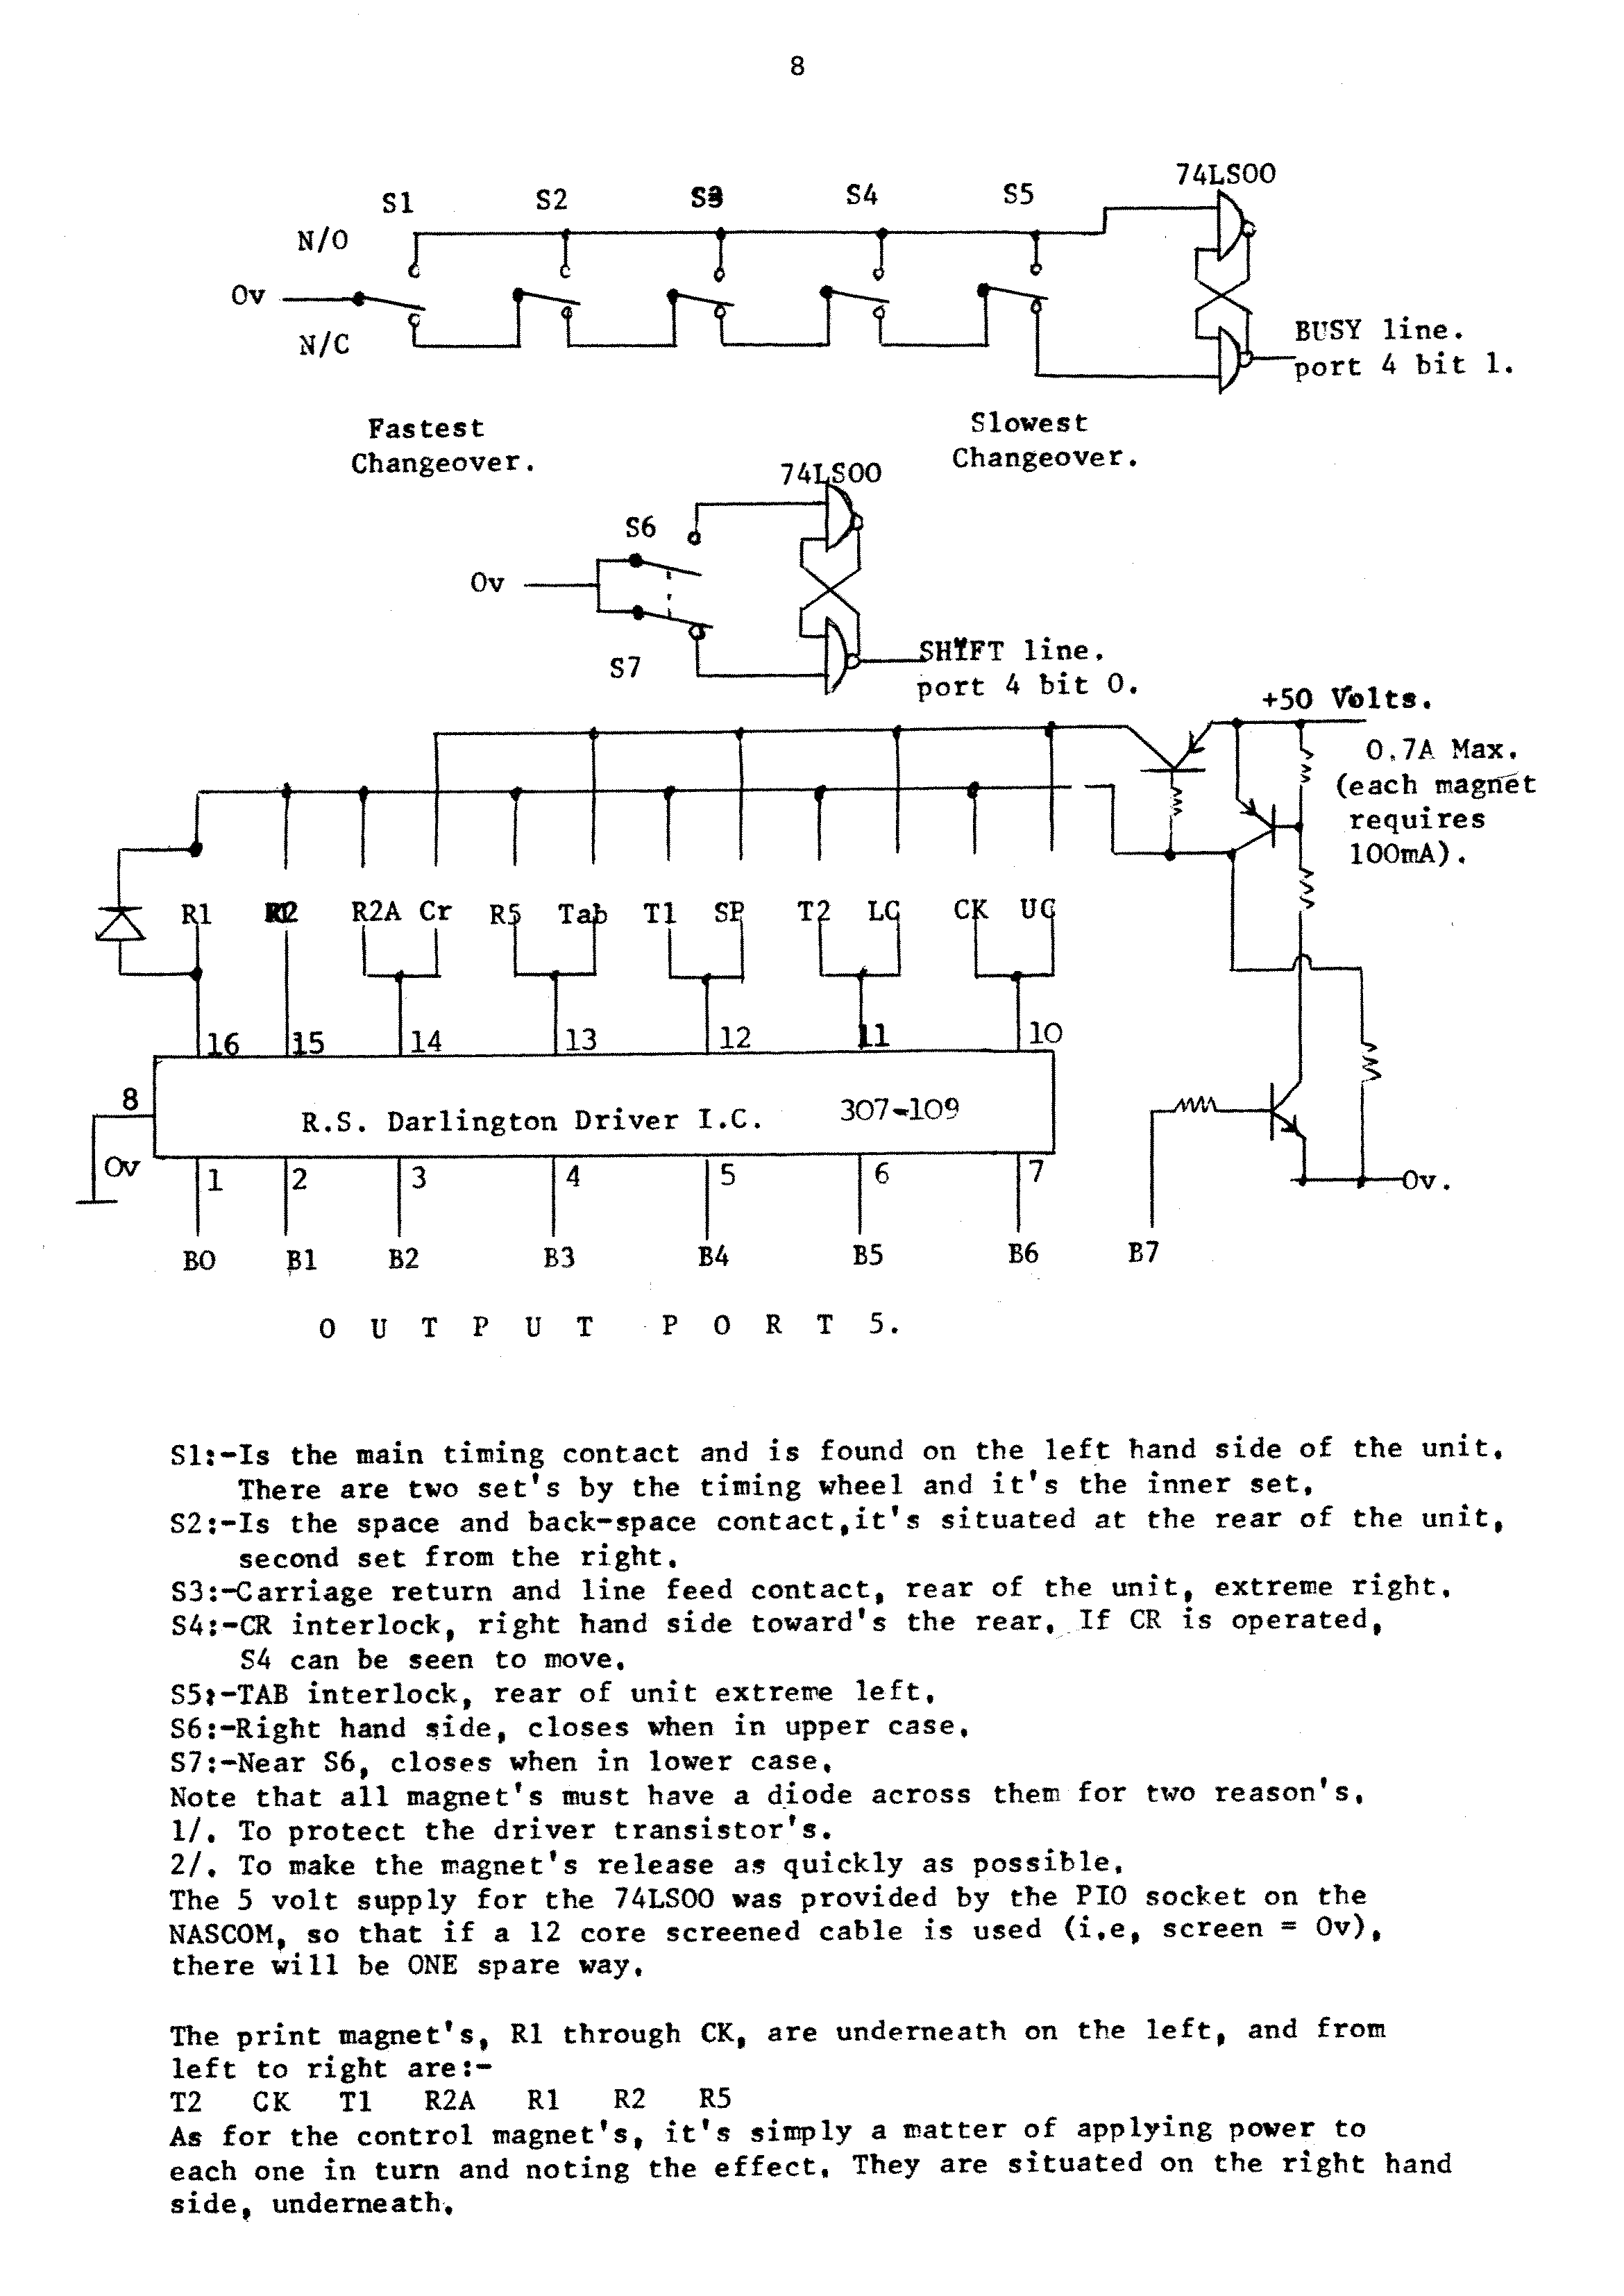 8
74LS00
S1 S2 S3 S4 S5
N/O
0v
N/C
BUSY line.
port 4 bit 1.
Fastest
Changeover.
Slowest
Changeover.
74LS00
S6
0v
S7
SHIFT line.
port 4 bit 0.
+50 Volts.
0.7A Max.
(each magnet
requires
100mA).
R1 R2 R2A Cr R5 Tab T1 SP T2 LC CK UC
16 15 14 13 12 11 10
8
R.S. Darlington Driver I.C. 307-109
0v
1 2 3 4 5 6 7
0v.
B0 B1 B2 B3 B4 B5 B6 B7
O U T P U T P O R T 5.
S1:-Is the main timing contact and is found on the left hand side of the unit.
There are two set's by the timing wheel and it's the inner set.
S2:-Is the space and back-space contact,it's situated at the rear of the unit,
second set from the right.
S3:-Carriage return and line feed contact, rear of the unit, extreme right.
S4:-CR interlock, right hand side toward's the rear. If CR is operated,
S4 can be seen to move.
S5:-TAB interlock, rear of unit extreme left.
S6:-Right hand side, closes when in upper case.
S7:-Near S6, closes when in lower case.
Note that all magnet's must have a diode across them for two reason's.
1/. To protect the driver transistor's.
2/. To make the magnet's release as quickly as possible.
The 5 volt supply for the 74LS00 was provided by the PIO socket on the
NASCOM, so that if a 12 core screened cable is used (i.e, screen = 0v),
there will be ONE spare way.
The print magnet's, R1 through CK, are underneath on the left, and from
left to right are:-
T2 CK T1 R2A R1 R2 R5
As for the control magnet's, it's simply a matter of applying power to
each one in turn and noting the effect. They are situated on the right hand
side, underneath.